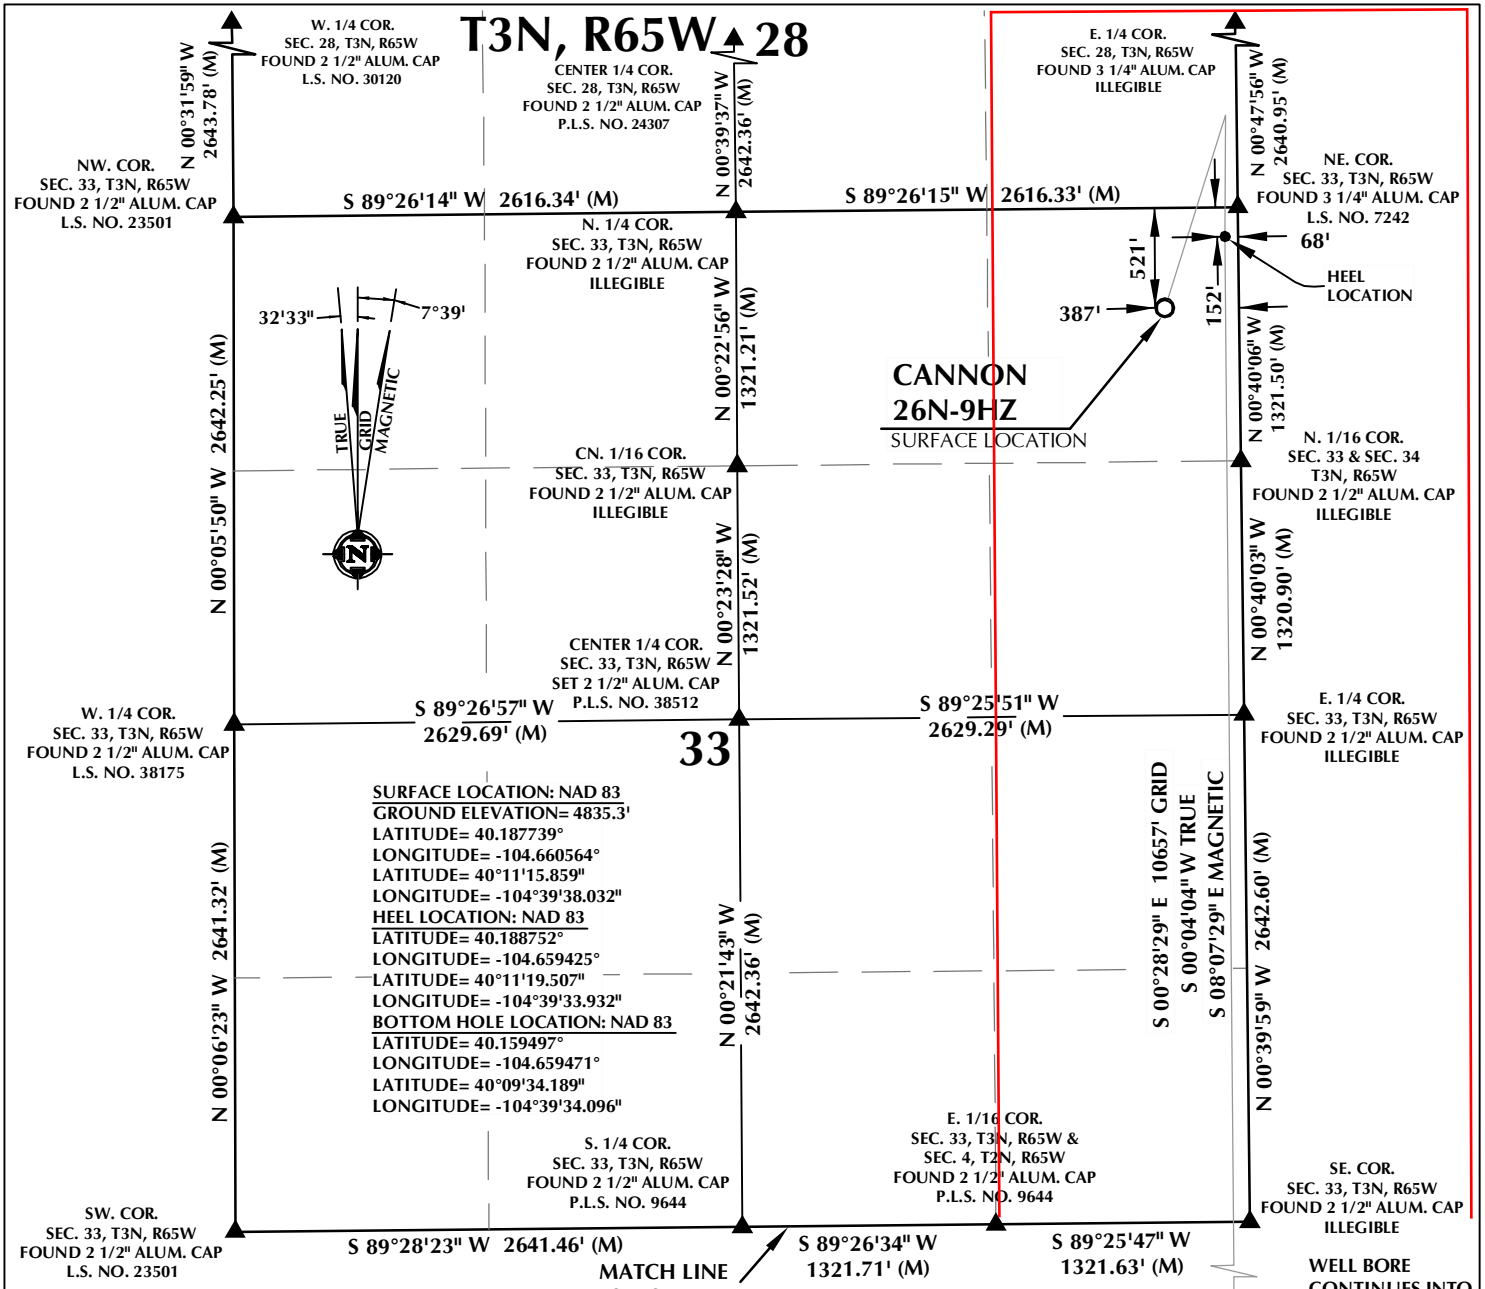 T3N, R65W
28
W. 1/4 COR.
SEC. 28, T3N, R65W
FOUND 2 1/2" ALUM. CAP
L.S. NO. 30120
CENTER 1/4 COR.
SEC. 28, T3N, R65W
FOUND 2 1/2" ALUM. CAP
P.L.S. NO. 24307
E. 1/4 COR.
SEC. 28, T3N, R65W
FOUND 3 1/4" ALUM. CAP
ILLEGIBLE
N 00°31'59" W
2643.78' (M)
N 00°39'37" W
2642.36' (M)
N 00°47'56" W
2640.95' (M)
NW. COR.
SEC. 33, T3N, R65W
FOUND 2 1/2" ALUM. CAP
L.S. NO. 23501
S 89°26'14" W 2616.34' (M)
N. 1/4 COR.
SEC. 33, T3N, R65W
FOUND 2 1/2" ALUM. CAP
ILLEGIBLE
S 89°26'15" W 2616.33' (M)
NE. COR.
SEC. 33, T3N, R65W
FOUND 3 1/4" ALUM. CAP
L.S. NO. 7242
68'
HEEL
LOCATION
521'
387'
152'
32'33"
7°39'
TRUE
GRID
MAGNETIC
N
CANNON
26N-9HZ
SURFACE LOCATION
N 00°05'50" W 2642.25' (M)
N 00°22'56" W
1321.21' (M)
N 00°40'06" W
1321.50' (M)
CN. 1/16 COR.
SEC. 33, T3N, R65W
FOUND 2 1/2" ALUM. CAP
ILLEGIBLE
N. 1/16 COR.
SEC. 33 & SEC. 34
T3N, R65W
FOUND 2 1/2" ALUM. CAP
ILLEGIBLE
N 00°23'28" W
1321.52' (M)
N 00°40'03" W
1320.90' (M)
CENTER 1/4 COR.
SEC. 33, T3N, R65W
SET 2 1/2" ALUM. CAP
P.L.S. NO. 38512
W. 1/4 COR.
SEC. 33, T3N, R65W
FOUND 2 1/2" ALUM. CAP
L.S. NO. 38175
S 89°26'57" W
2629.69' (M)
33
S 89°25'51" W
2629.29' (M)
E. 1/4 COR.
SEC. 33, T3N, R65W
FOUND 2 1/2" ALUM. CAP
ILLEGIBLE
SURFACE LOCATION: NAD 83
GROUND ELEVATION= 4835.3'
LATITUDE= 40.187739°
LONGITUDE= -104.660564°
LATITUDE= 40°11'15.859"
LONGITUDE= -104°39'38.032"
HEEL LOCATION: NAD 83
LATITUDE= 40.188752°
LONGITUDE= -104.659425°
LATITUDE= 40°11'19.507"
LONGITUDE= -104°39'33.932"
BOTTOM HOLE LOCATION: NAD 83
LATITUDE= 40.159497°
LONGITUDE= -104.659471°
LATITUDE= 40°09'34.189"
LONGITUDE= -104°39'34.096"
N 00°06'23" W 2641.32' (M)
N 00°21'43" W
2642.36' (M)
S 00°28'29" E 10657' GRID
S 00°04'04" W TRUE
S 08°07'29" E MAGNETIC
N 00°39'59" W 2642.60' (M)
S. 1/4 COR.
SEC. 33, T3N, R65W
FOUND 2 1/2" ALUM. CAP
P.L.S. NO. 9644
E. 1/16 COR.
SEC. 33, T3N, R65W &
SEC. 4, T2N, R65W
FOUND 2 1/2" ALUM. CAP
P.L.S. NO. 9644
SE. COR.
SEC. 33, T3N, R65W
FOUND 2 1/2" ALUM. CAP
ILLEGIBLE
SW. COR.
SEC. 33, T3N, R65W
FOUND 2 1/2" ALUM. CAP
L.S. NO. 23501
S 89°28'23" W 2641.46' (M)
MATCH LINE
S 89°26'34" W
1321.71' (M)
S 89°25'47" W
1321.63' (M)
WELL BORE
CONTINUES INTO